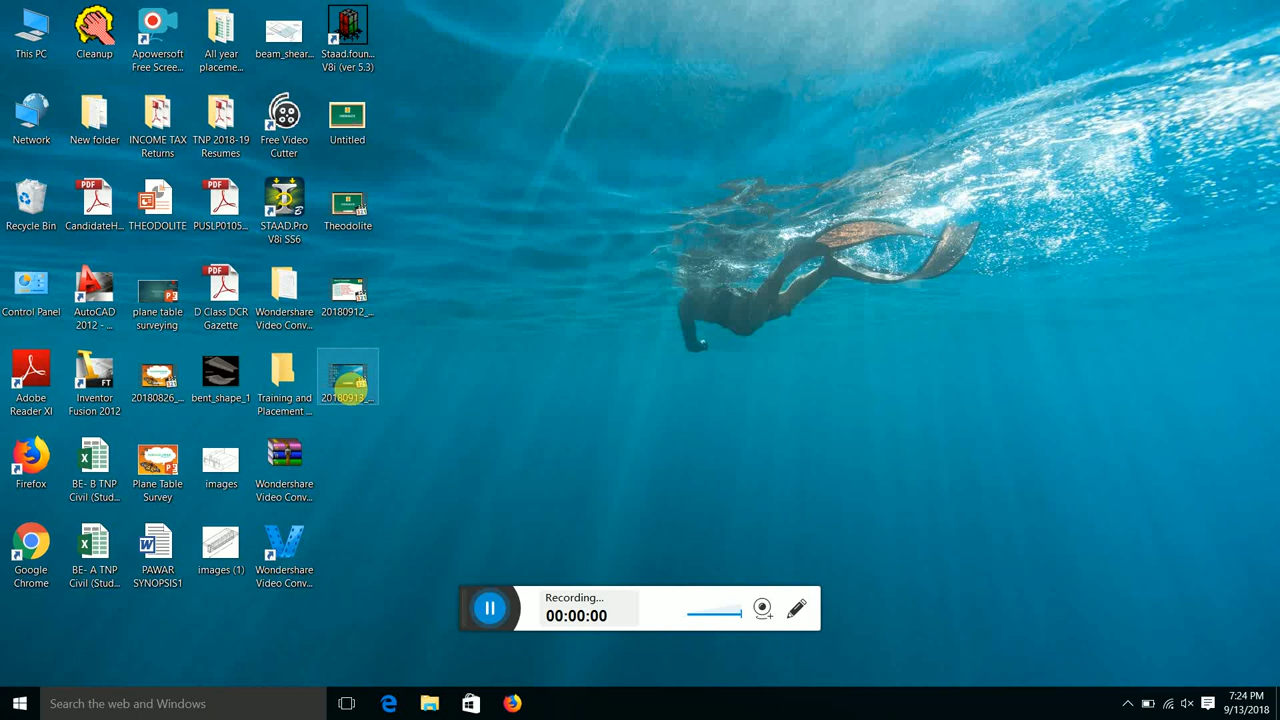 This PC
Cleanup
Apowersoft
Free Scree...
All year
placeme...
beam_shear...
Staad.foun...
V8i (ver 5.3)
Network
New folder
INCOME TAX
Returns
TNP 2018-19
Resumes
Free Video
Cutter
Untitled
Recycle Bin
PDF
CandidateH...
THEODOLITE
PDF
PUSLP0105...
STAAD.Pro
V8i SS6
Theodolite
Control Panel
AutoCAD
2012 - ...
plane table
surveying
PDF
D Class DCR
Gazette
Wondershare
Video Conv...
20180912_...
Adobe
Reader XI
FT
Inventor
Fusion 2012
20180826_...
bent_shape_1
Training and
Placement ...
20180913_...
Firefox
BE- B TNP
Civil (Stud...
Plane Table
Survey
images
Wondershare
Video Conv...
Google
Chrome
BE- A TNP
Civil (Stud...
PAWAR
SYNOPSIS1
images (1)
Wondershare
Video Conv...
Recording...
00:00:00
Search the web and Windows
7:24 PM
9/13/2018